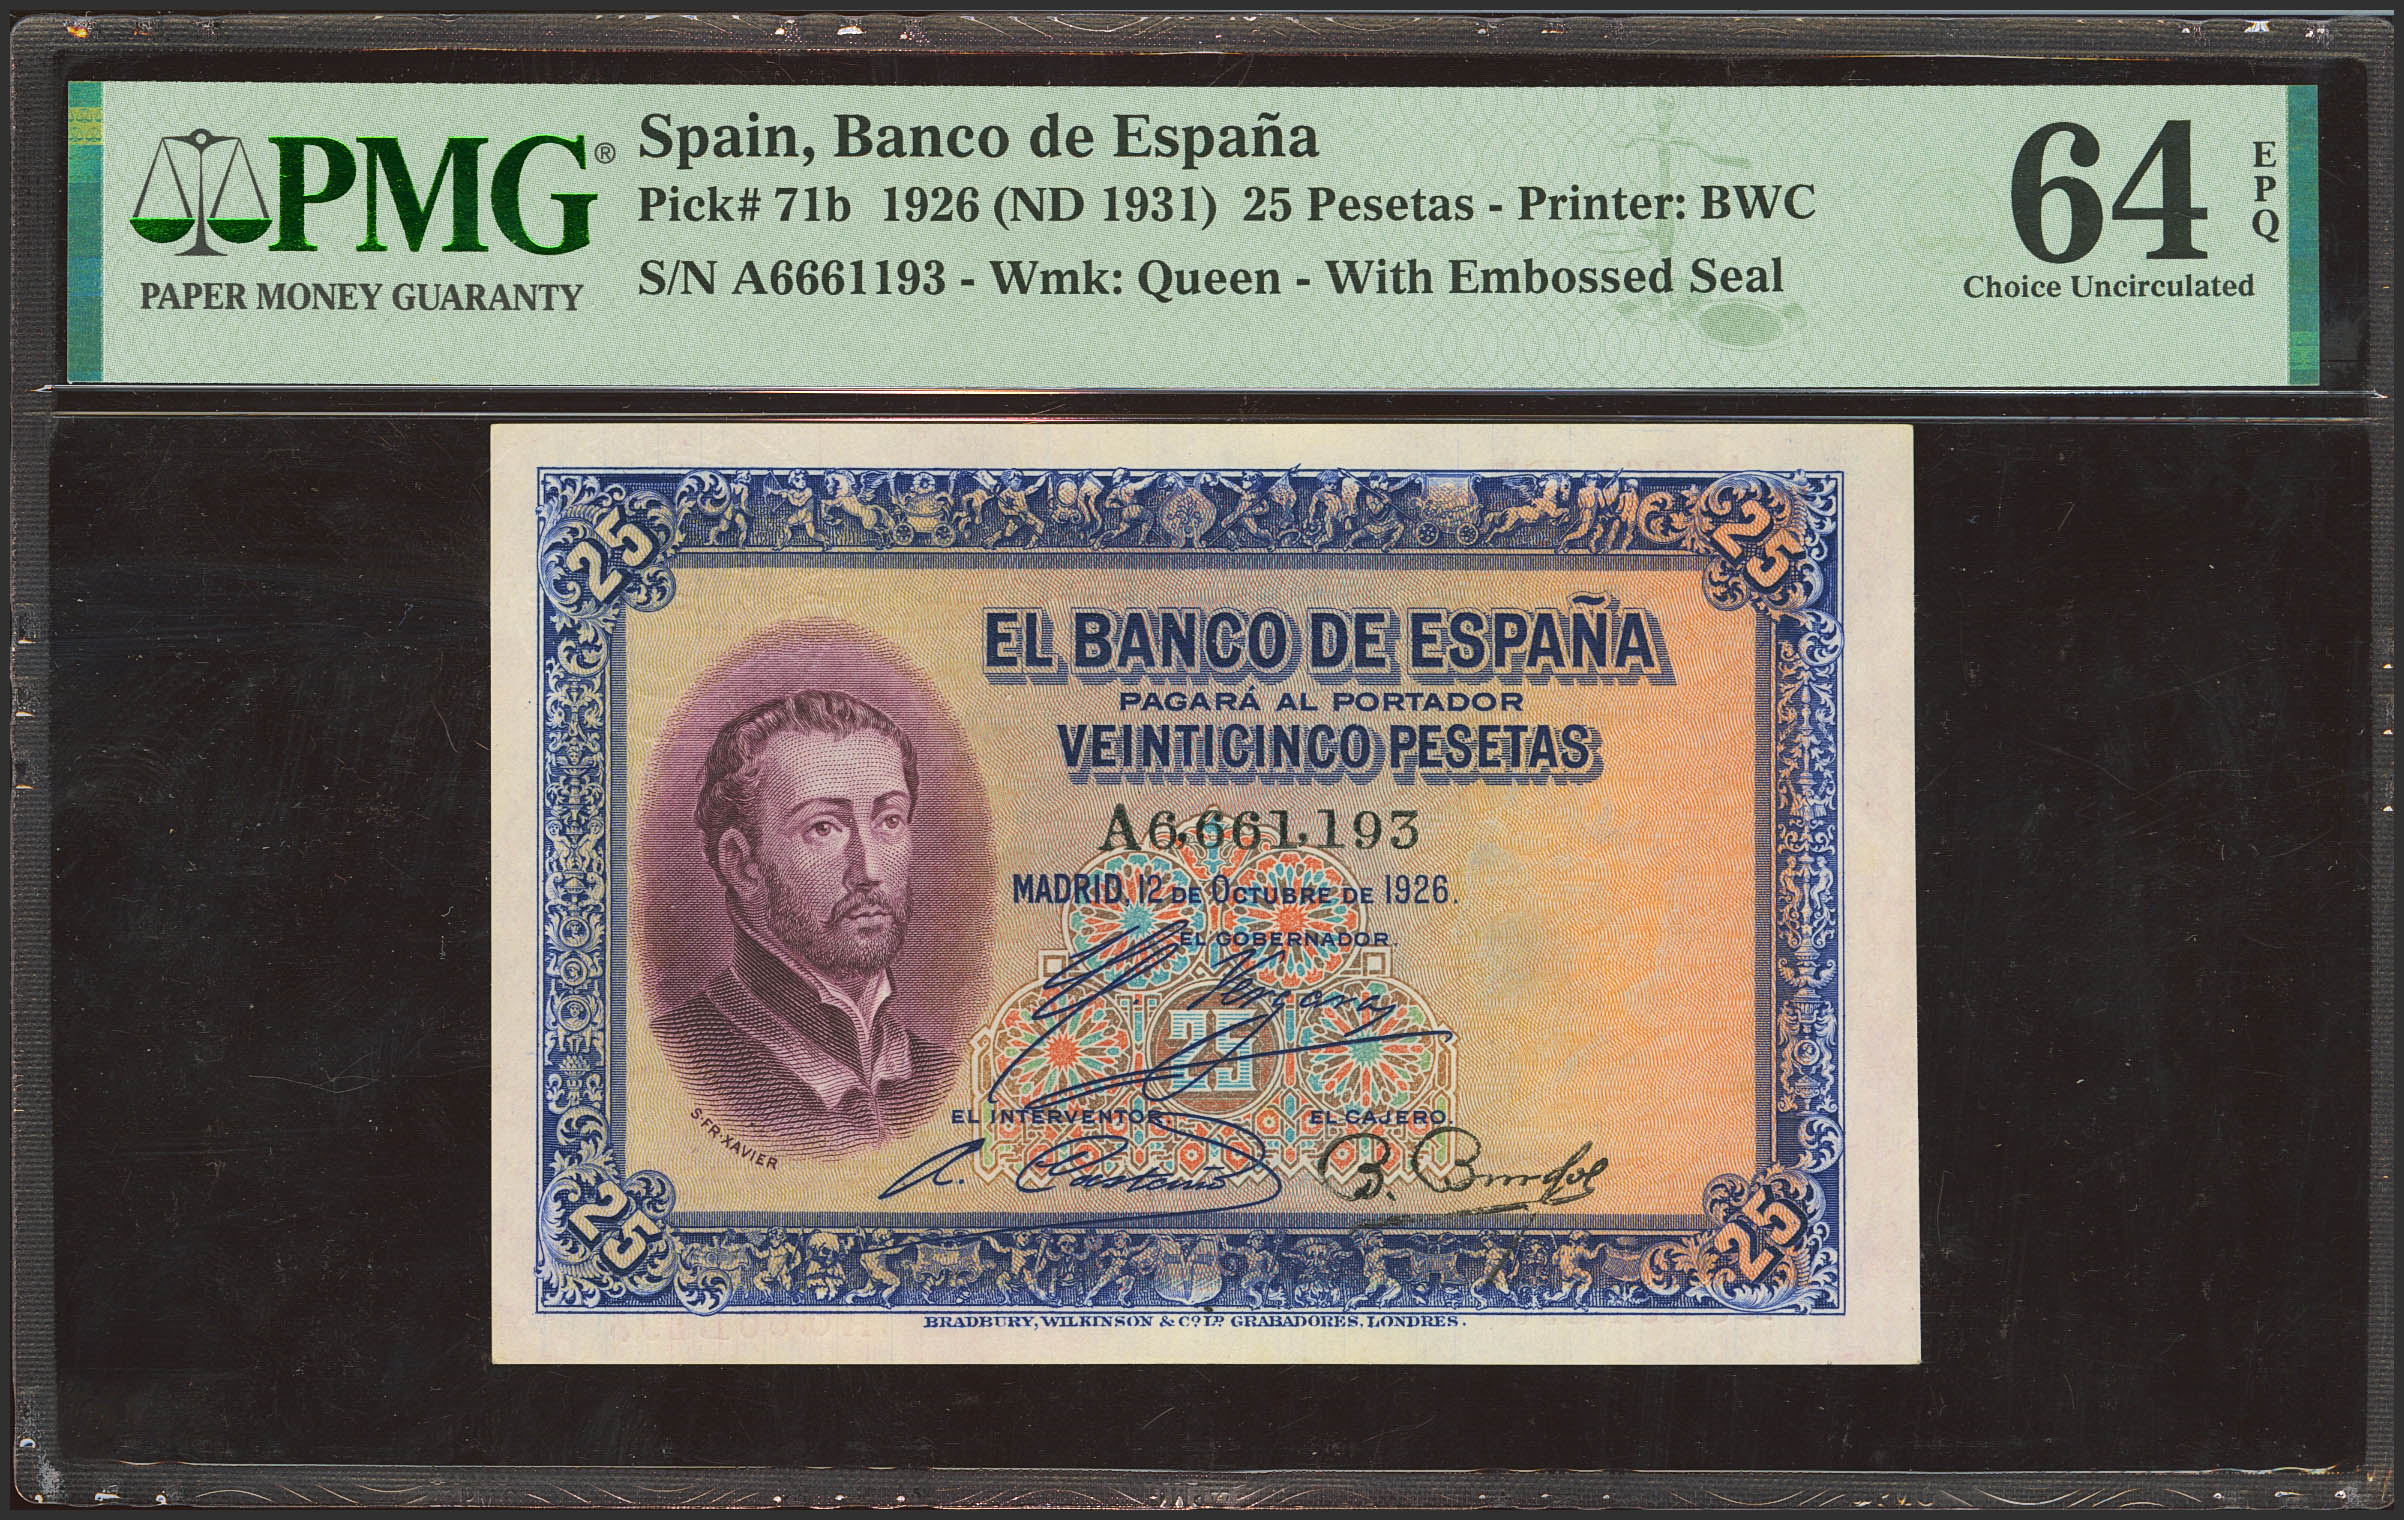 PMG®
PAPER MONEY GUARANTY
Spain, Banco de España
Pick# 71b 1926 (ND 1931) 25 Pesetas - Printer: BWC
S/N A6661193 - Wmk: Queen - With Embossed Seal
64
EPQ
Choice Uncirculated
25
25
EL BANCO DE ESPAÑA
PAGARÁ AL PORTADOR
VEINTICINCO PESETAS
A6,661,193
MADRID, 12 DE OCTUBRE DE 1926.
EL GOBERNADOR.
25
EL INTERVENTOR.
EL CAJERO.
S. FR. XAVIER
25
25
BRADBURY, WILKINSON & Cº Lᴰ GRABADORES, LONDRES.